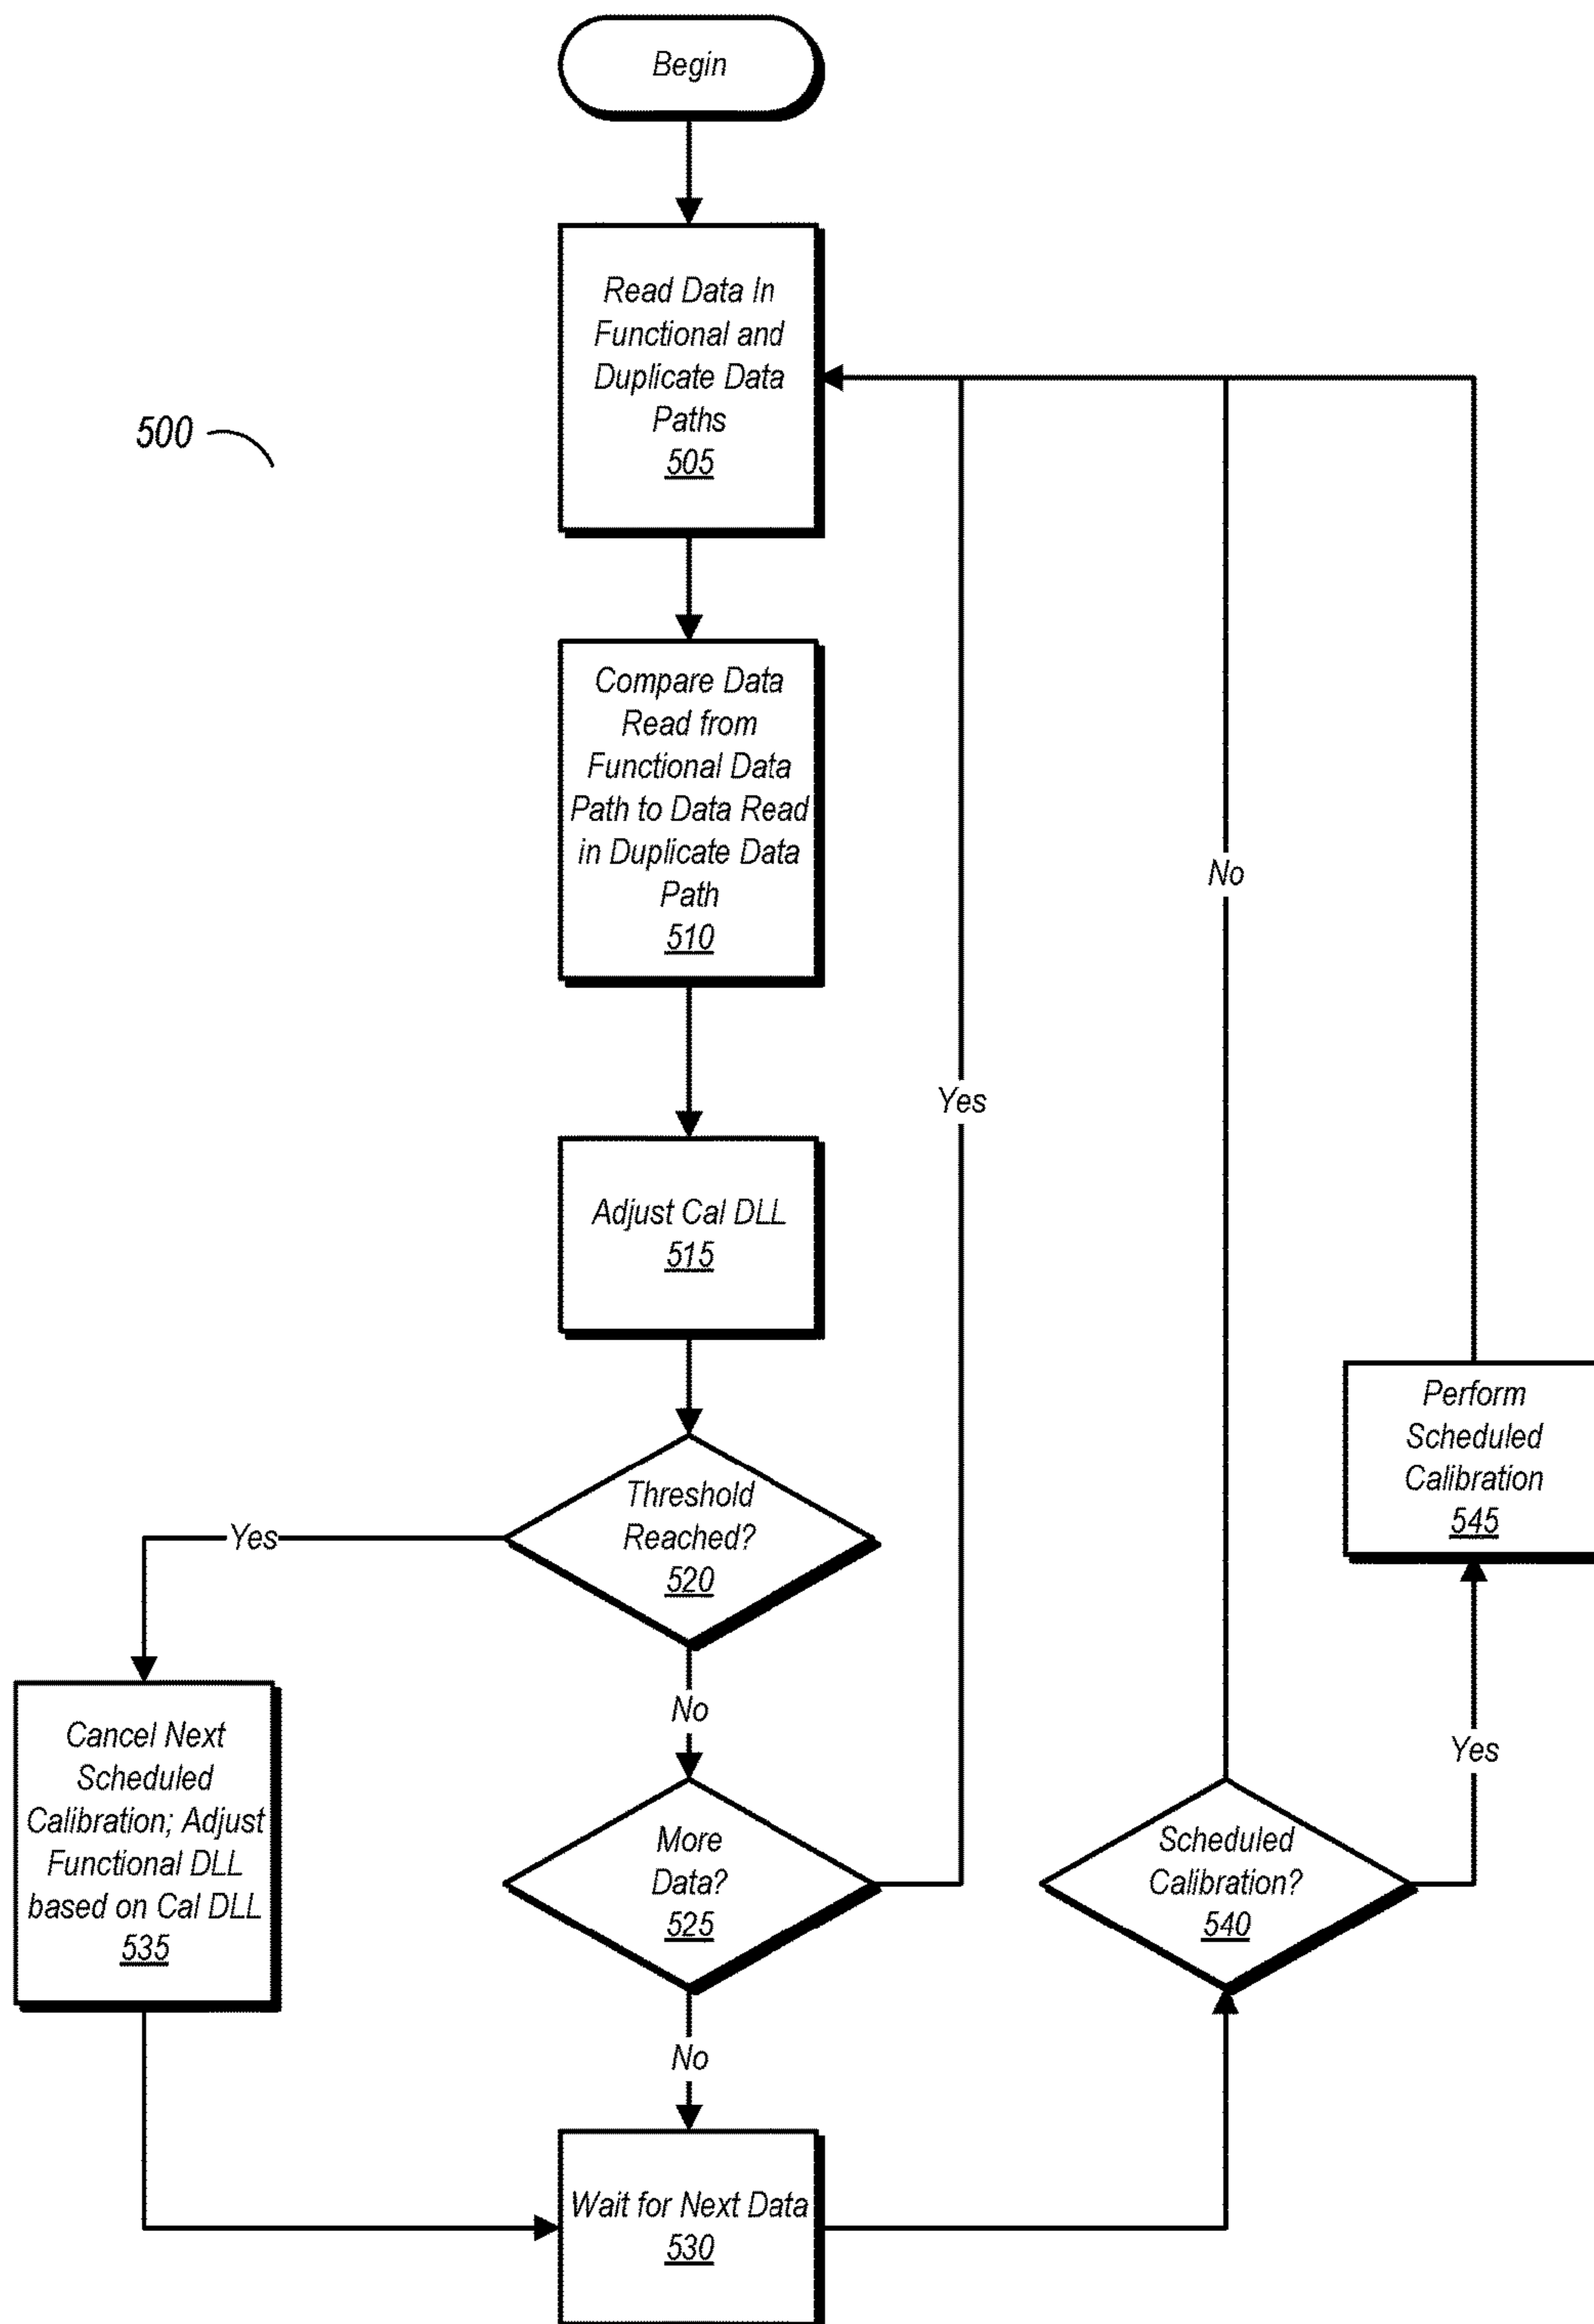 Begin
Read Data In
Functional and
Duplicate Data
Paths
505
500
Compare Data
Read from
Functional Data
Path to Data Read
in Duplicate Data
Path
510
No
Yes
Adjust Cal DLL
515
Perform
Scheduled
Calibration
545
Threshold
Reached?
520
Yes
No
Cancel Next
Scheduled
Calibration; Adjust
Functional DLL
based on Cal DLL
535
More
Data?
525
Scheduled
Calibration?
540
Yes
No
Wait for Next Data
530